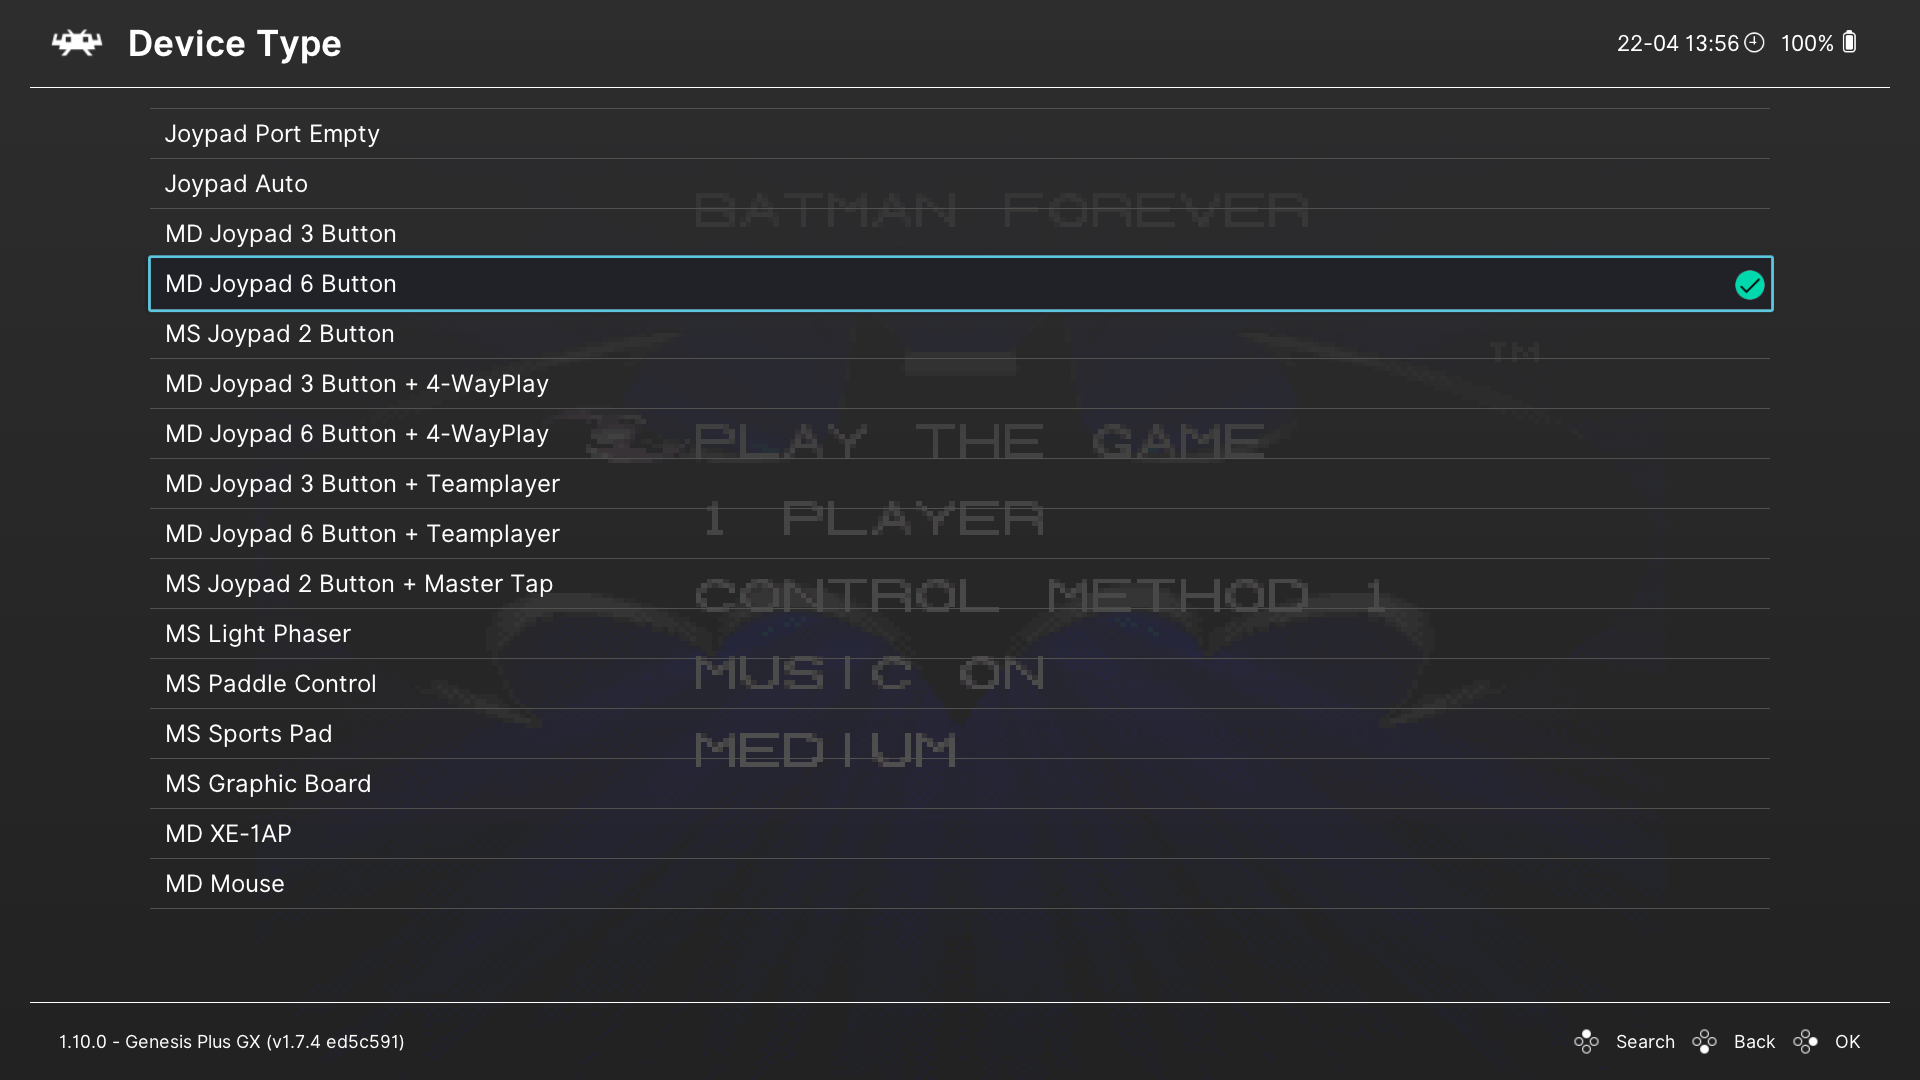 Device Type
22-04 13:56 100%
Joypad Port Empty
Joypad Auto
BATMAN FOREVER
MD Joypad 3 Button
MD Joypad 6 Button
MS Joypad 2 Button
TM
MD Joypad 3 Button + 4-WayPlay
MD Joypad 6 Button + 4-WayPlay
PLAY THE GAME
MD Joypad 3 Button + Teamplayer
1 PLAYER
MD Joypad 6 Button + Teamplayer
MS Joypad 2 Button + Master Tap
CONTROL METHOD 1
MS Light Phaser
MS Paddle Control
MUSIC ON
MS Sports Pad
MEDIUM
MS Graphic Board
MD XE-1AP
MD Mouse
1.10.0 - Genesis Plus GX (v1.7.4 ed5c591)
Search Back OK